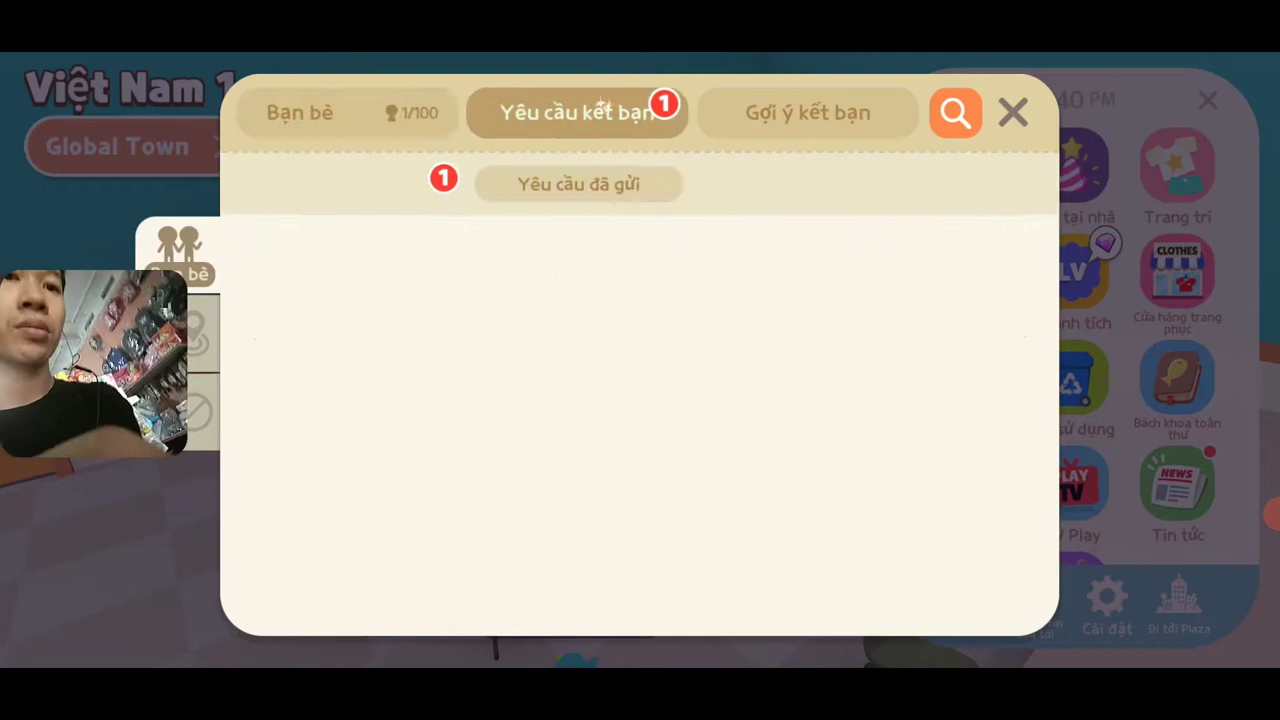 Việt Nam 1
Global Town
Bạn bè
1/100
Yêu cầu kết bạn
1
Gợi ý kết bạn
1
Yêu cầu đã gửi
bè
40 PM
tại nhà
Trang trí
LV
CLOTHES
nh tích
Cửa hàng trang
phục
sử dụng
Bách khoa toàn
thư
PLAY
TV
NEWS
Play
Tin tức
Cài đặt
Đi tới Plaza